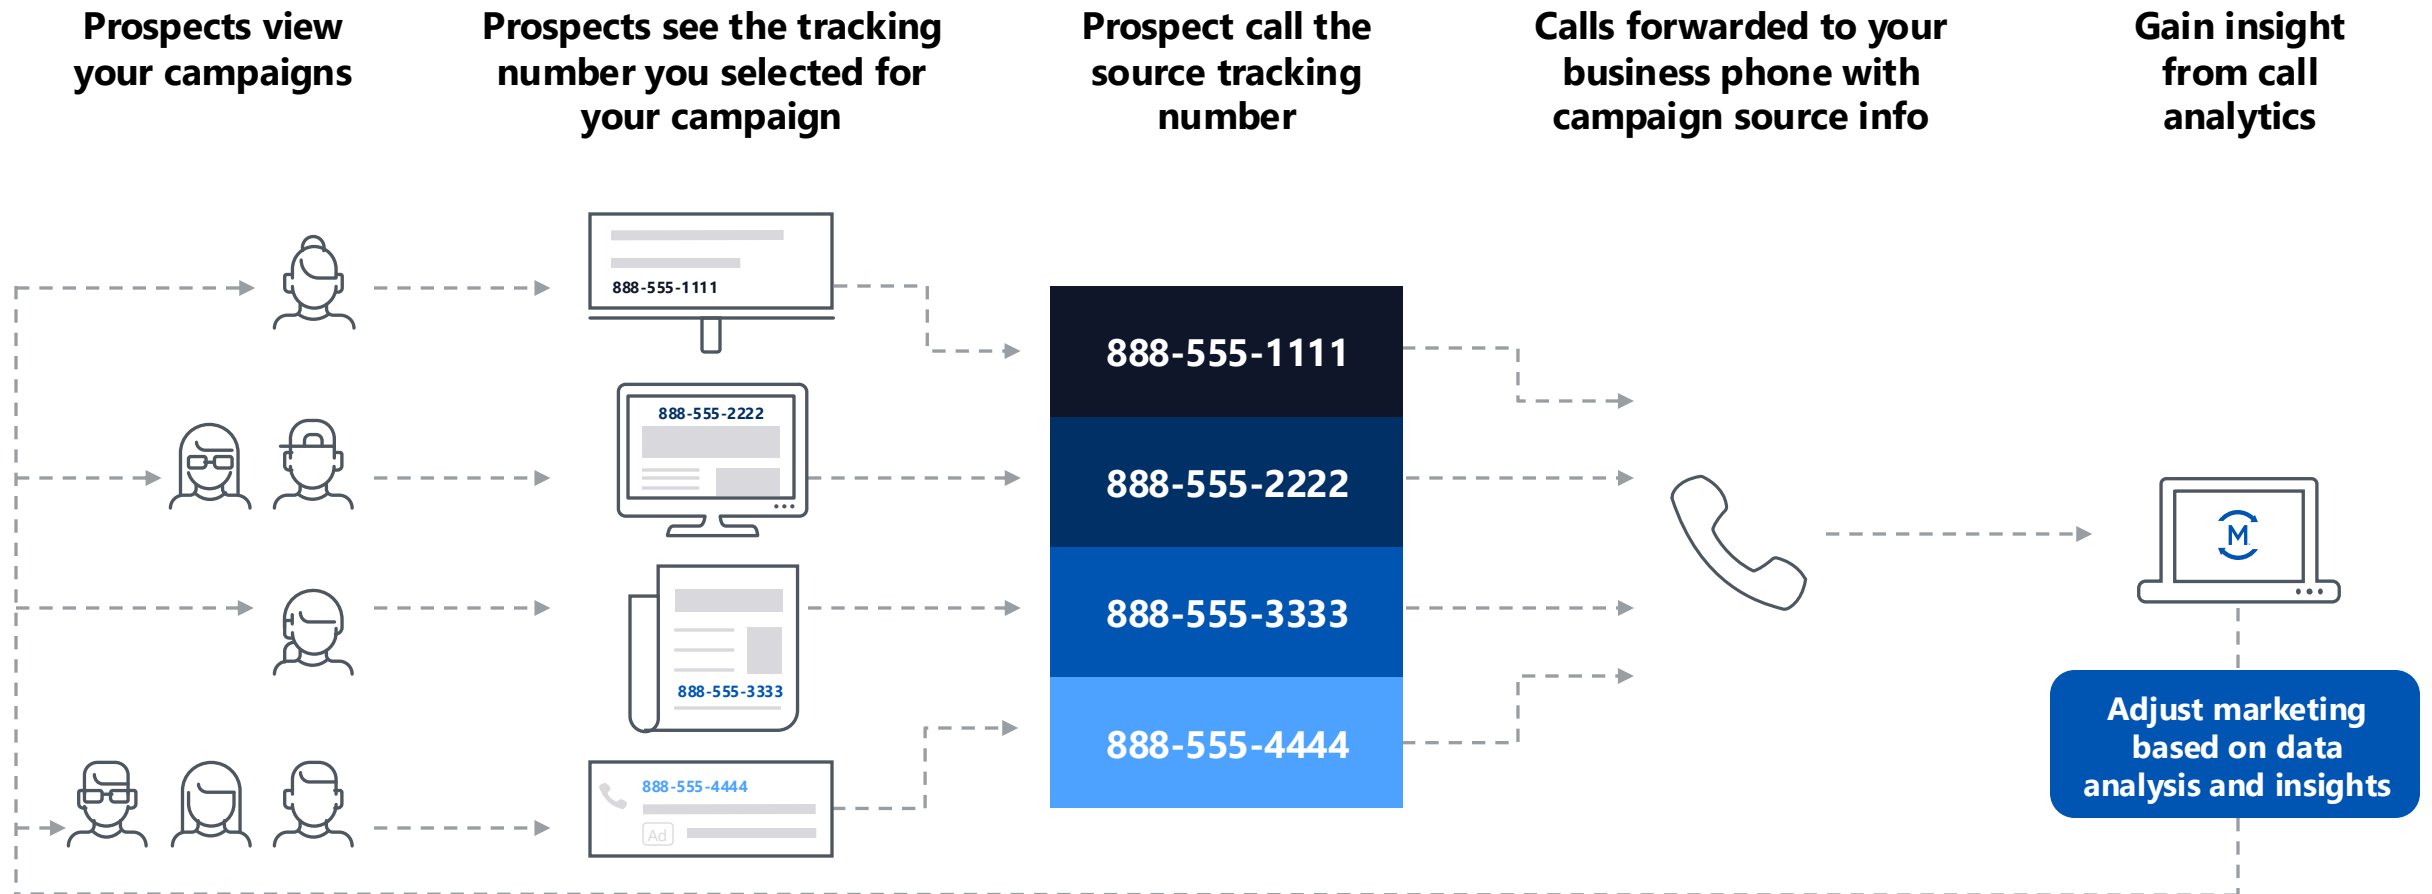 Prospects view
your campaigns
Prospects see the tracking
number you selected for
your campaign
Prospect call the
source tracking
number
Calls forwarded to your
business phone with
campaign source info
Gain insight
from call
analytics
888-555-1111
888-555-2222
888-555-3333
888-555-4444
Ad
888-555-1111
888-555-2222
888-555-3333
888-555-4444
M
Adjust marketing
based on data
analysis and insights